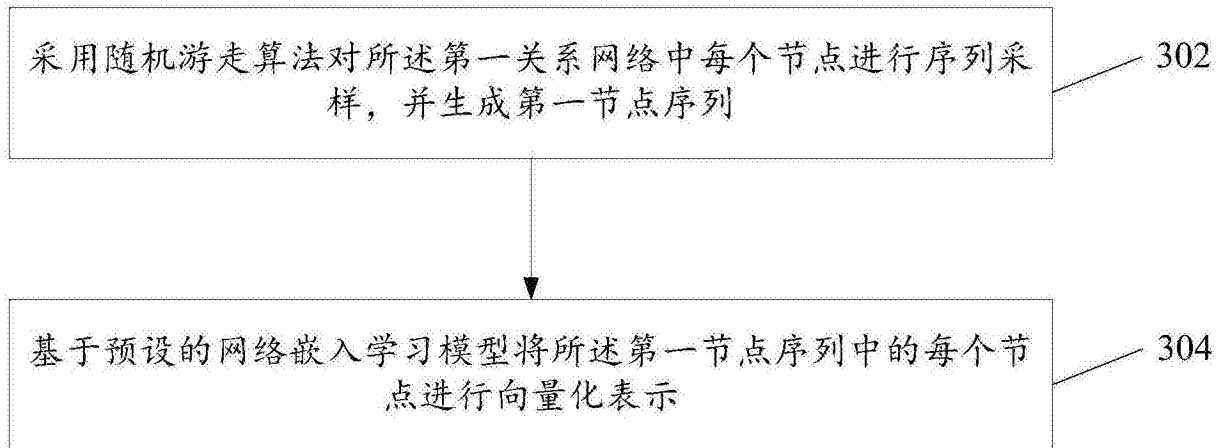 采用随机游走算法对所述第一关系网络中每个节点进行序列采
样，并生成第一节点序列
302
基于预设的网络嵌入学习模型将所述第一节点序列中的每个节
点进行向量化表示
304